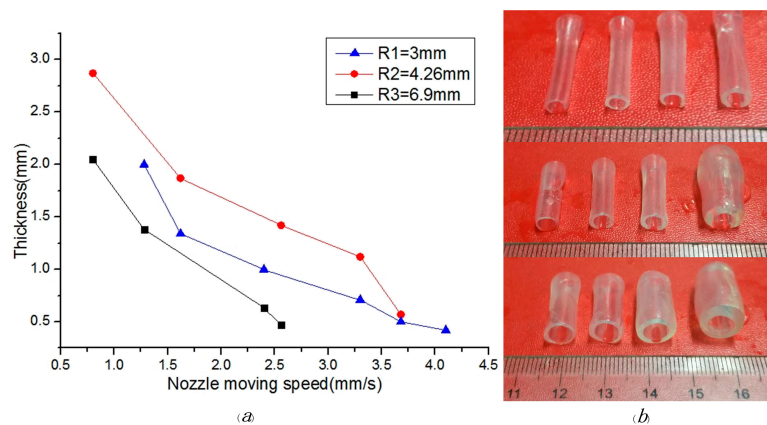 3.0
2.5
2.0
1.5
1.0
0.5
Thickness(mm)
R1=3mm
R2=4.26mm
R3=6.9mm
0.5 1.0 1.5 2.0 2.5 3.0 3.5 4.0 4.5
Nozzle moving speed(mm/s)
11 12 13 14 15 16
(a) (b)